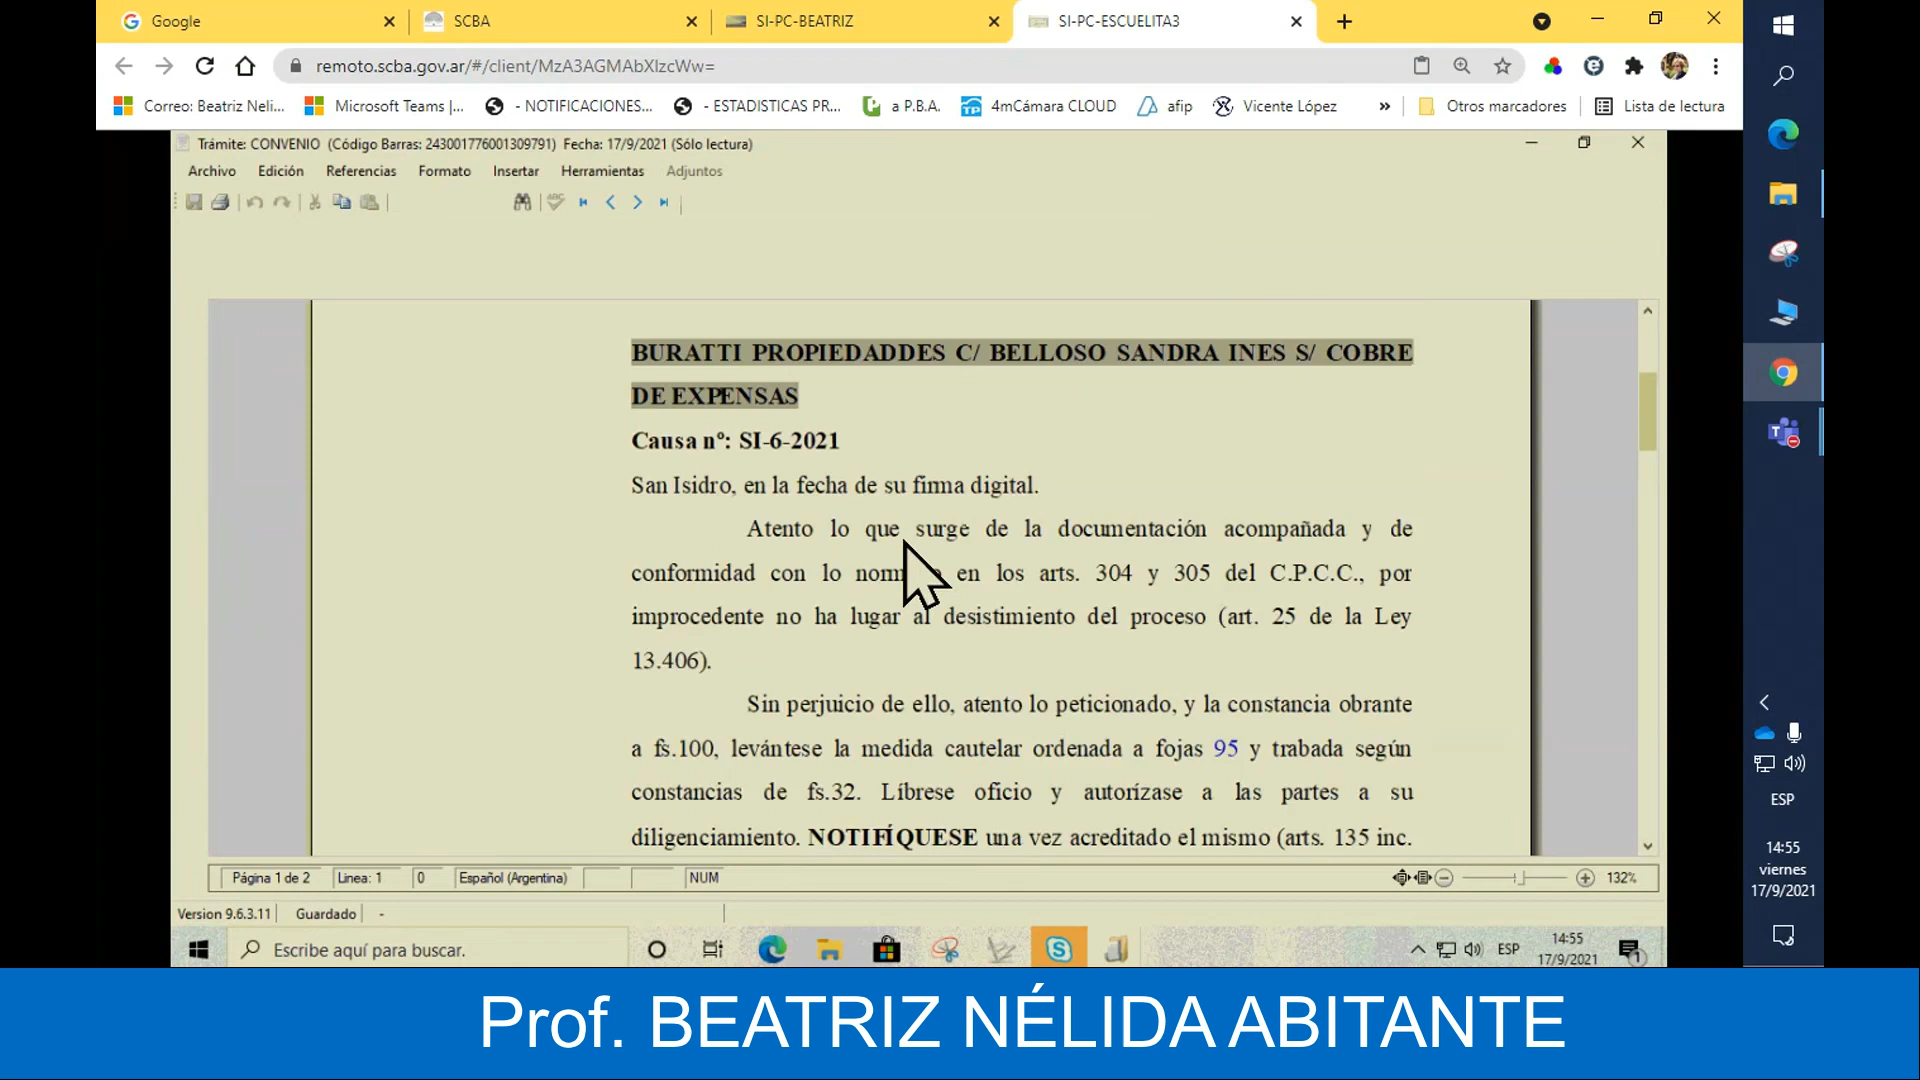 Google
SCBA
SI-PC-BEATRIZ
SI-PC-ESCUELITA3
remoto.scba.gov.ar/#/client/MzA3AGMAbXlzcWw=
Correo: Beatriz Neli...
Microsoft Teams |...
- NOTIFICACIONES...
- ESTADISTICAS PR...
a P.B.A.
4mCámara CLOUD
afip
Vicente López
»
Otros marcadores
Lista de lectura
Trámite: CONVENIO (Código Barras: 243001776001309791) Fecha: 17/9/2021 (Sólo lectura)
Archivo Edición Referencias Formato Insertar Herramientas Adjuntos
BURATTI PROPIEDADDES C/ BELLOSO SANDRA INES S/ COBRE
DE EXPENSAS
Causa nº: SI-6-2021
San Isidro, en la fecha de su firma digital.
Atento lo que surge de la documentación acompañada y de
conformidad con lo en los arts. 304 y 305 del C.P.C.C., por
improcedente no ha lugar al desistimiento del proceso (art. 25 de la Ley
13.406).
Sin perjuicio de ello, atento lo peticionado, y la constancia obrante
a fs.100, levántese la medida cautelar ordenada a fojas 95 y trabada según
constancias de fs.32. Líbrese oficio y autorízase a las partes a su
diligenciamiento. NOTIFÍQUESE una vez acreditado el mismo (arts. 135 inc.
Página 1 de 2 Linea: 1 0 Español (Argentina) NUM 132%
Version 9.6.3.11 Guardado -
Escribe aquí para buscar.
ESP
14:55
17/9/2021
1
ESP
14:55
viernes
17/9/2021
Prof. BEATRIZ NÉLIDA ABITANTE